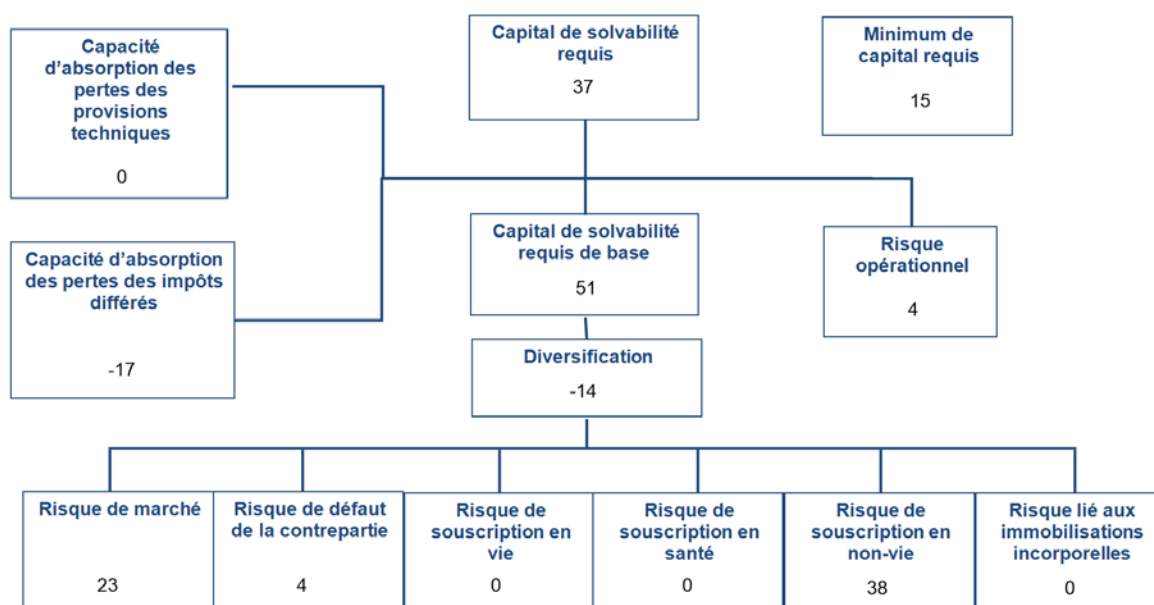 Capacité
d’absorption des
pertes des
provisions
techniques
0
Capital de solvabilité
requis
37
Minimum de
capital requis
15
Capacité d’absorption
des pertes des impôts
différés
-17
Capital de solvabilité
requis de base
51
Risque
opérationnel
4
Diversification
-14
Risque de marché
23
Risque de défaut
de la contrepartie
4
Risque de
souscription en
vie
0
Risque de
souscription en
santé
0
Risque de
souscription en
non-vie
38
Risque lié aux
immobilisations
incorporelles
0